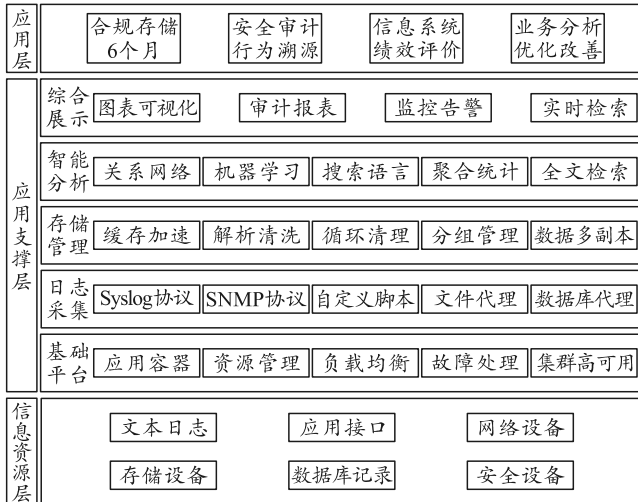 应用层
合规存储
6个月
安全审计
行为溯源
信息系统
绩效评价
业务分析
优化改善
应用支撑层
综合
展示
图表可视化
审计报表
监控告警
实时检索
智能
分析
关系网络
机器学习
搜索语言
聚合统计
全文检索
存储
管理
缓存加速
解析清洗
循环清理
分组管理
数据多副本
日志
采集
Syslog协议
SNMP协议
自定义脚本
文件代理
数据库代理
基础
平台
应用容器
资源管理
负载均衡
故障处理
集群高可用
信息资源层
文本日志
应用接口
网络设备
存储设备
数据库记录
安全设备